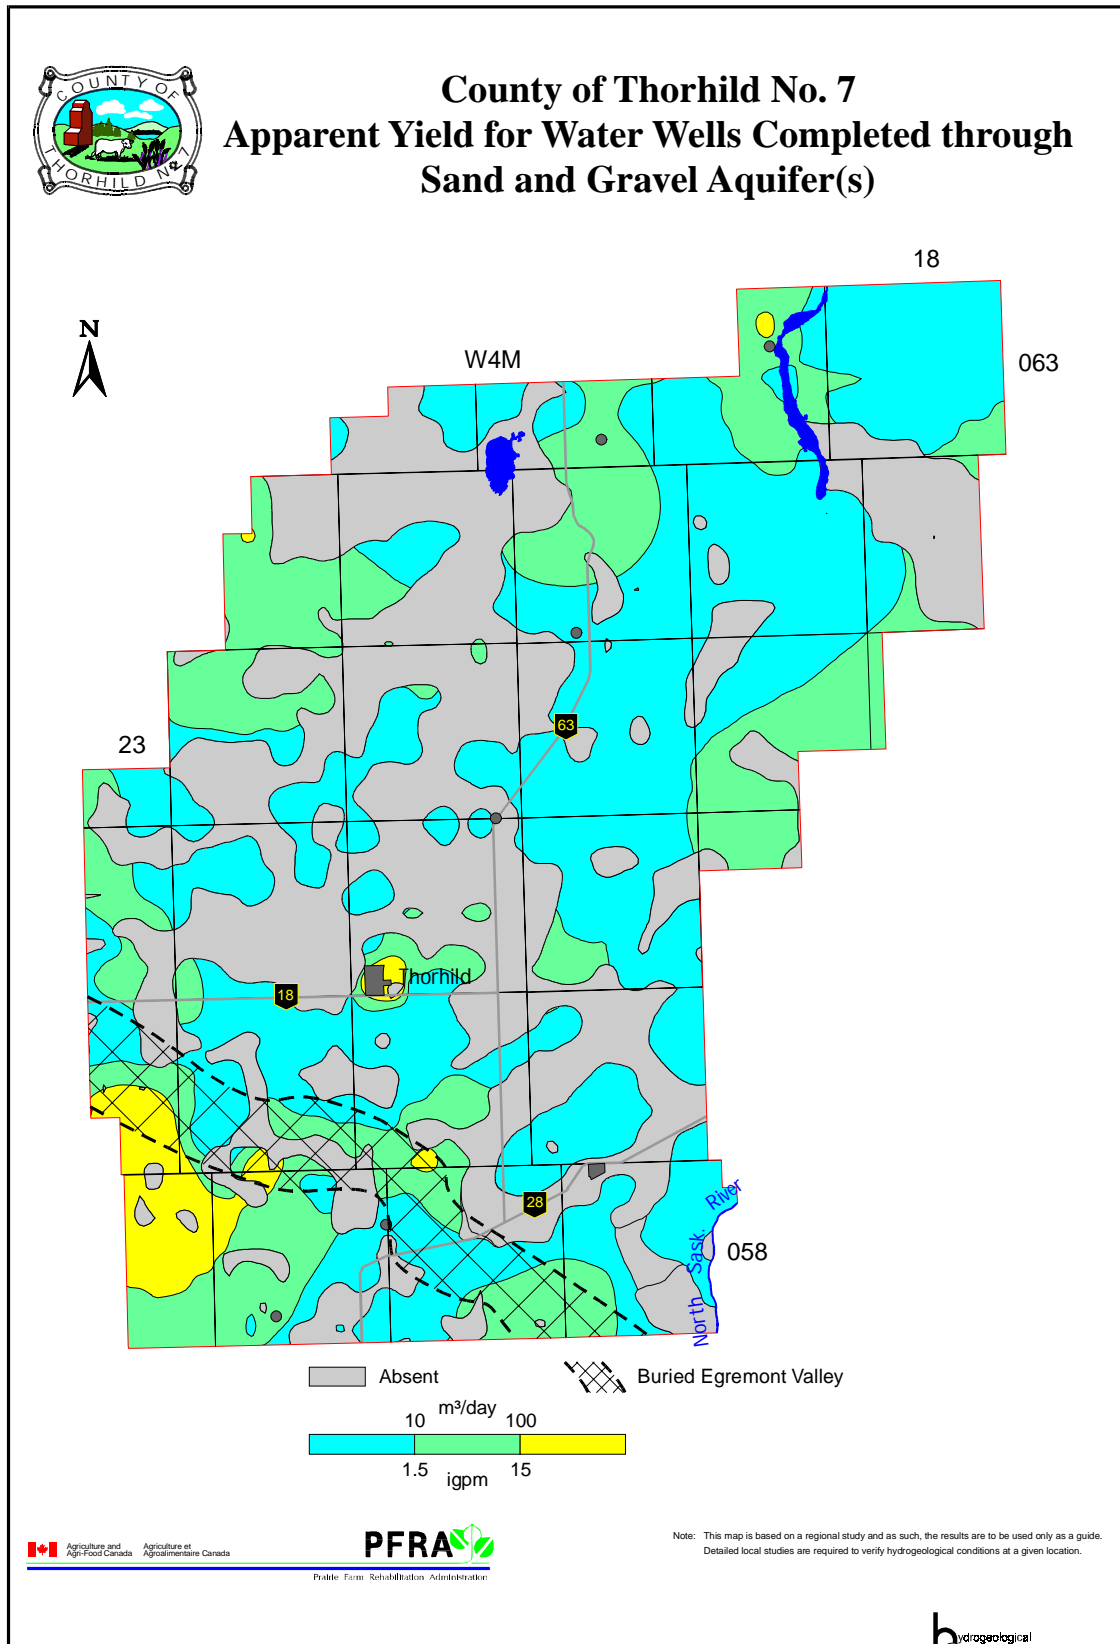 County of Thorhild No. 7
Apparent Yield for Water Wells Completed through
Sand and Gravel Aquifer(s)
COUNTY OF
THORHILD No 7
N
W4M
18
063
23
63
Thorhild
18
28
058
North Sask. River
Absent
Buried Egremont Valley
m³/day
10 100
1.5 15
igpm
Agriculture and Agri-Food Canada
Agriculture et Agroalimentaire Canada
PFRA
Prairie Farm Rehabilitation Administration
Note: This map is based on a regional study and as such, the results are to be used only as a guide.
Detailed local studies are required to verify hydrogeological conditions at a given location.
hydrogeological